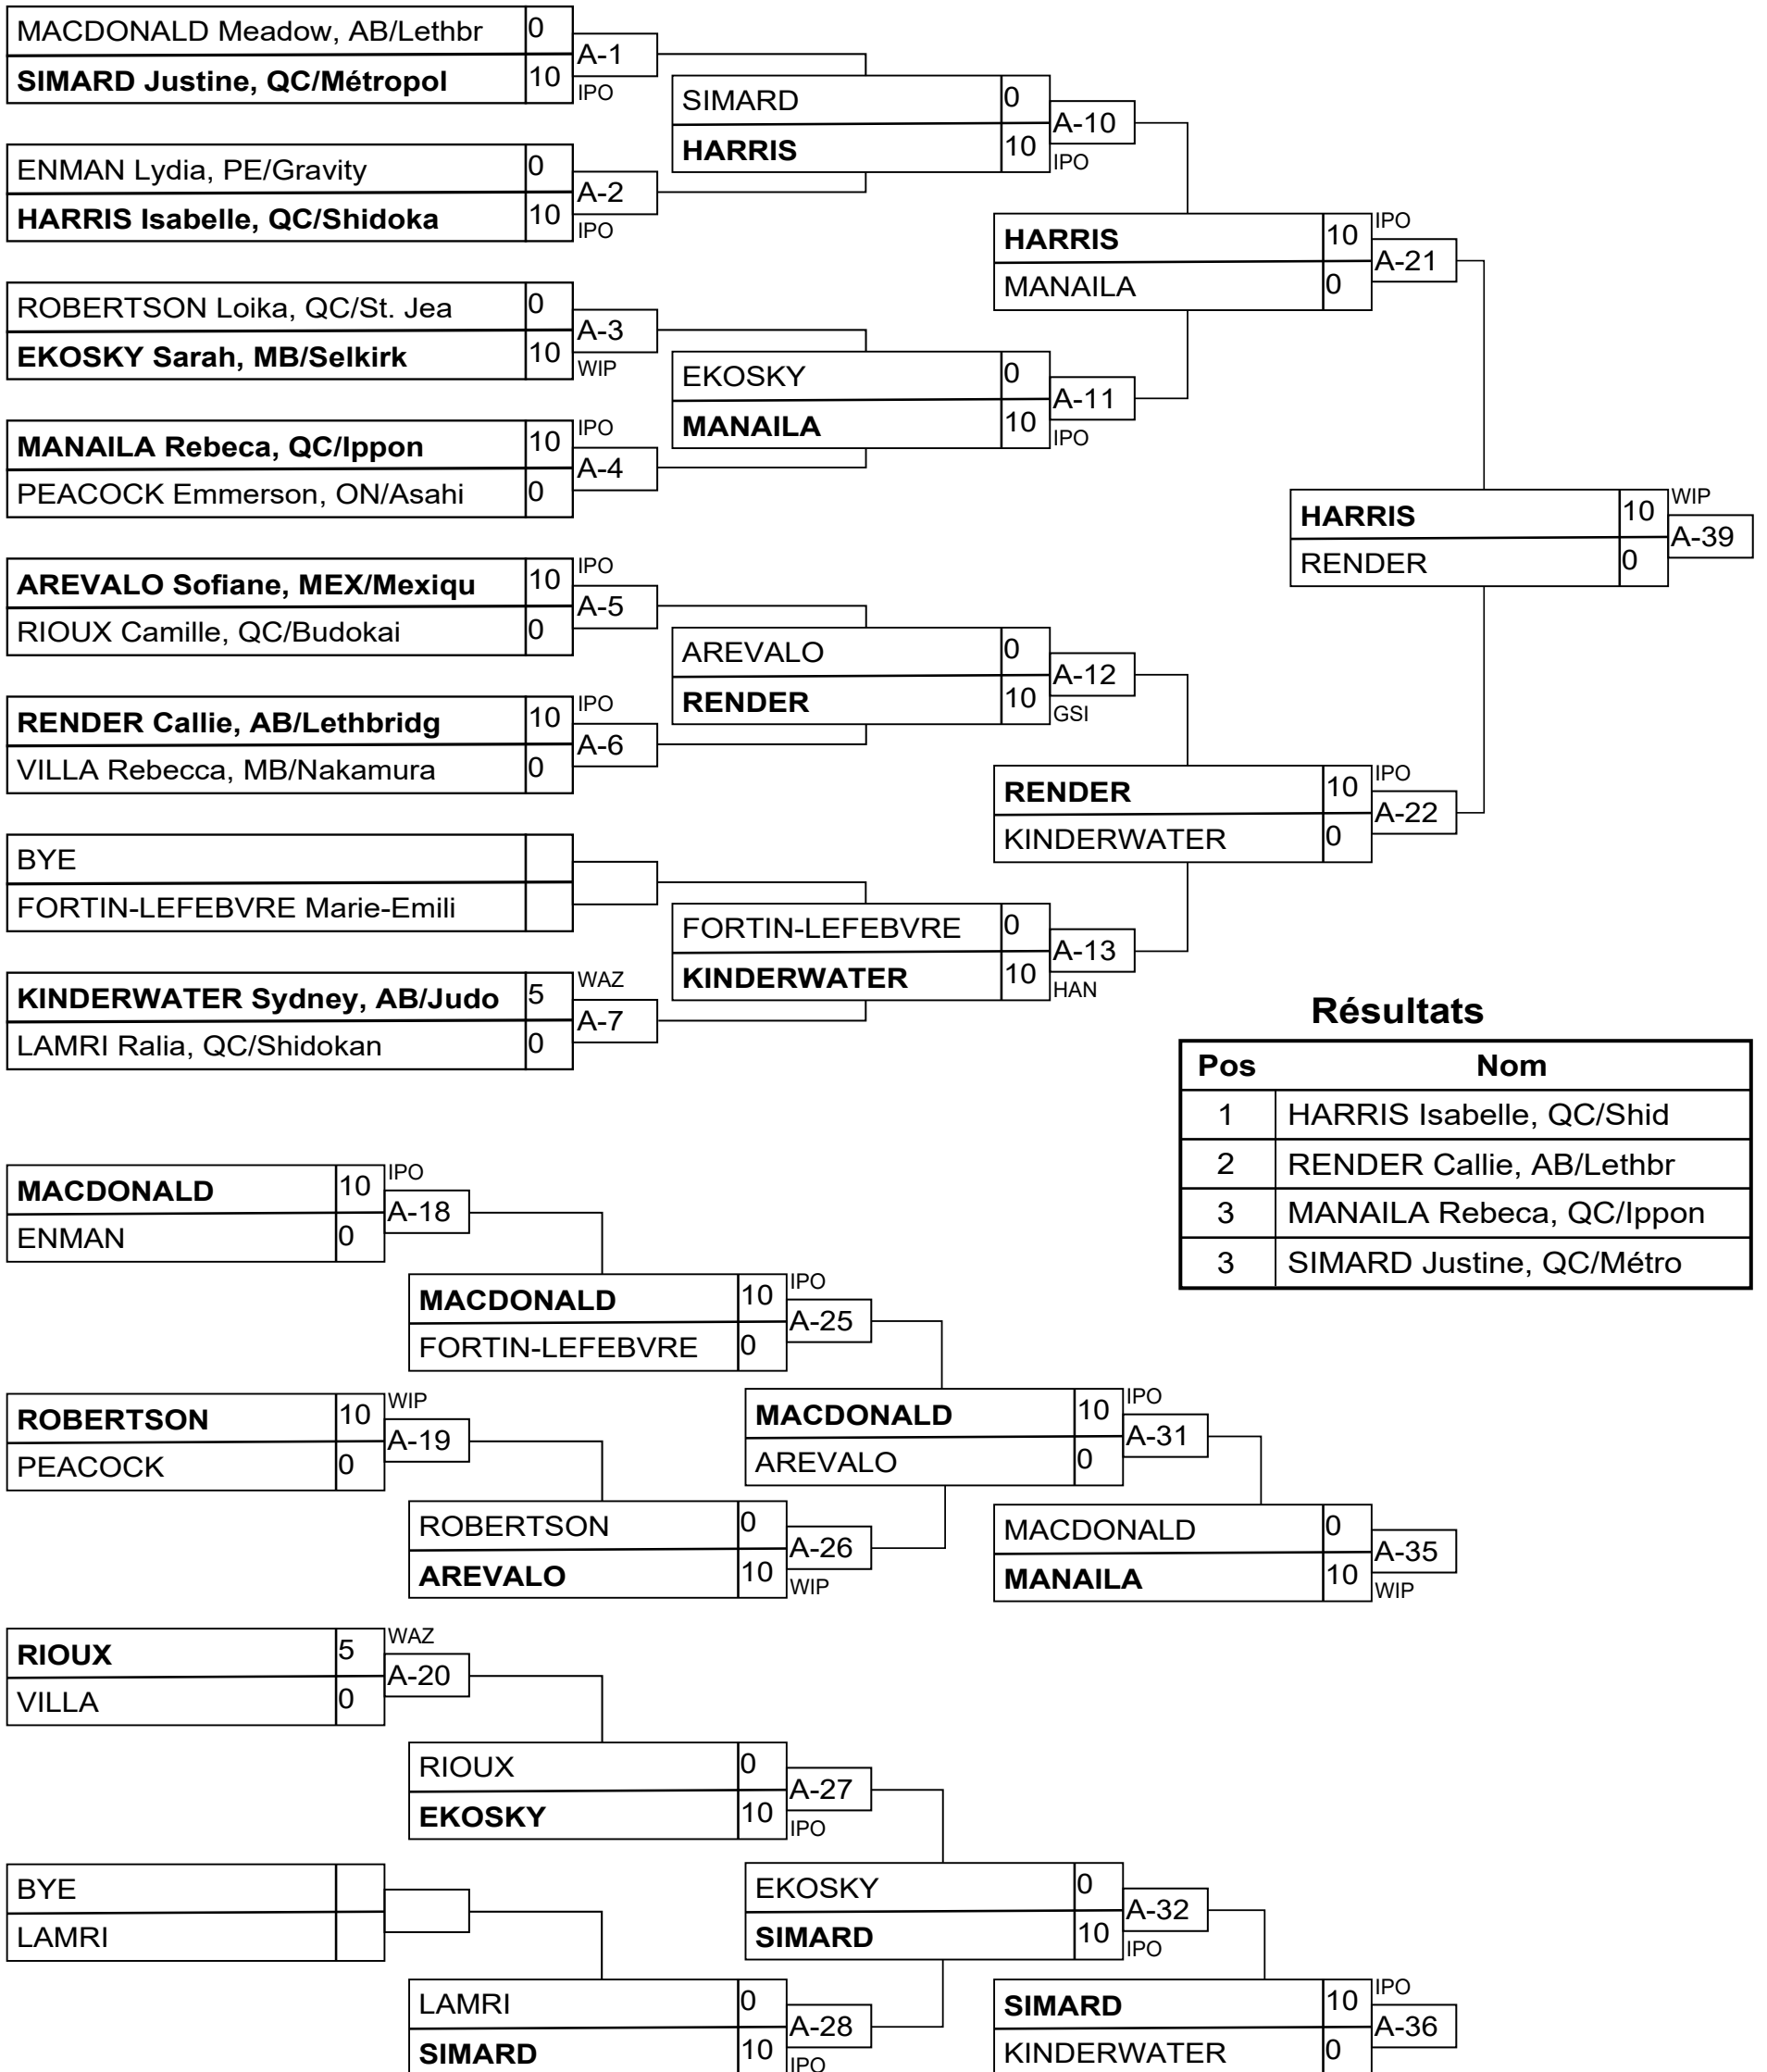 MACDONALD Meadow, AB/Lethbr 0
A-1
SIMARD Justine, QC/Métropol 10
IPO
SIMARD 0
A-10
HARRIS 10
IPO
ENMAN Lydia, PE/Gravity 0
A-2
HARRIS Isabelle, QC/Shidoka 10
IPO
HARRIS 10
IPO
A-21
MANAILA 0
ROBERTSON Loika, QC/St. Jea 0
A-3
EKOSKY Sarah, MB/Selkirk 10
WIP
EKOSKY 0
A-11
MANAILA 10
IPO
MANAILA Rebeca, QC/Ippon 10
IPO
A-4
PEACOCK Emmerson, ON/Asahi 0
HARRIS 10
WIP
A-39
RENDER 0
AREVALO Sofiane, MEX/Mexiqu 10
IPO
A-5
RIOUX Camille, QC/Budokai 0
AREVALO 0
A-12
RENDER 10
GSI
RENDER Callie, AB/Lethbridg 10
IPO
A-6
VILLA Rebecca, MB/Nakamura 0
RENDER 10
IPO
A-22
KINDERWATER 0
BYE
FORTIN-LEFEBVRE Marie-Emili
FORTIN-LEFEBVRE 0
A-13
KINDERWATER 10
HAN
KINDERWATER Sydney, AB/Judo 5
WAZ
A-7
LAMRI Ralia, QC/Shidokan 0
Résultats
Pos Nom
1 HARRIS Isabelle, QC/Shid
2 RENDER Callie, AB/Lethbr
3 MANAILA Rebeca, QC/Ippon
3 SIMARD Justine, QC/Métro
MACDONALD 10
IPO
A-18
ENMAN 0
MACDONALD 10
IPO
A-25
FORTIN-LEFEBVRE 0
ROBERTSON 10
WIP
A-19
PEACOCK 0
MACDONALD 10
IPO
A-31
AREVALO 0
ROBERTSON 0
A-26
AREVALO 10
WIP
MACDONALD 0
A-35
MANAILA 10
WIP
RIOUX 5
WAZ
A-20
VILLA 0
RIOUX 0
A-27
EKOSKY 10
IPO
BYE
LAMRI
EKOSKY 0
A-32
SIMARD 10
IPO
LAMRI 0
A-28
SIMARD 10
IPO
SIMARD 10
IPO
A-36
KINDERWATER 0